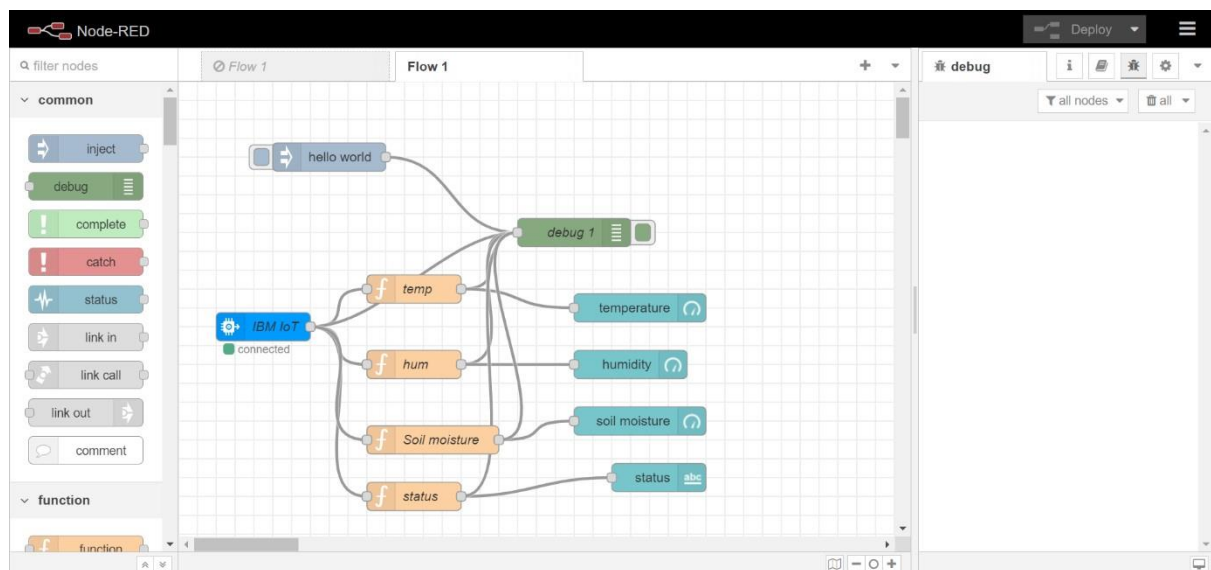 Node-RED
Deploy
filter nodes
Flow 1
Flow 1
debug
i
all nodes
all
common
inject
debug
complete
catch
status
link in
link call
link out
comment
function
function
hello world
debug 1
f temp
temperature
IBM IoT
connected
f hum
humidity
f Soil moisture
soil moisture
f status
status abc